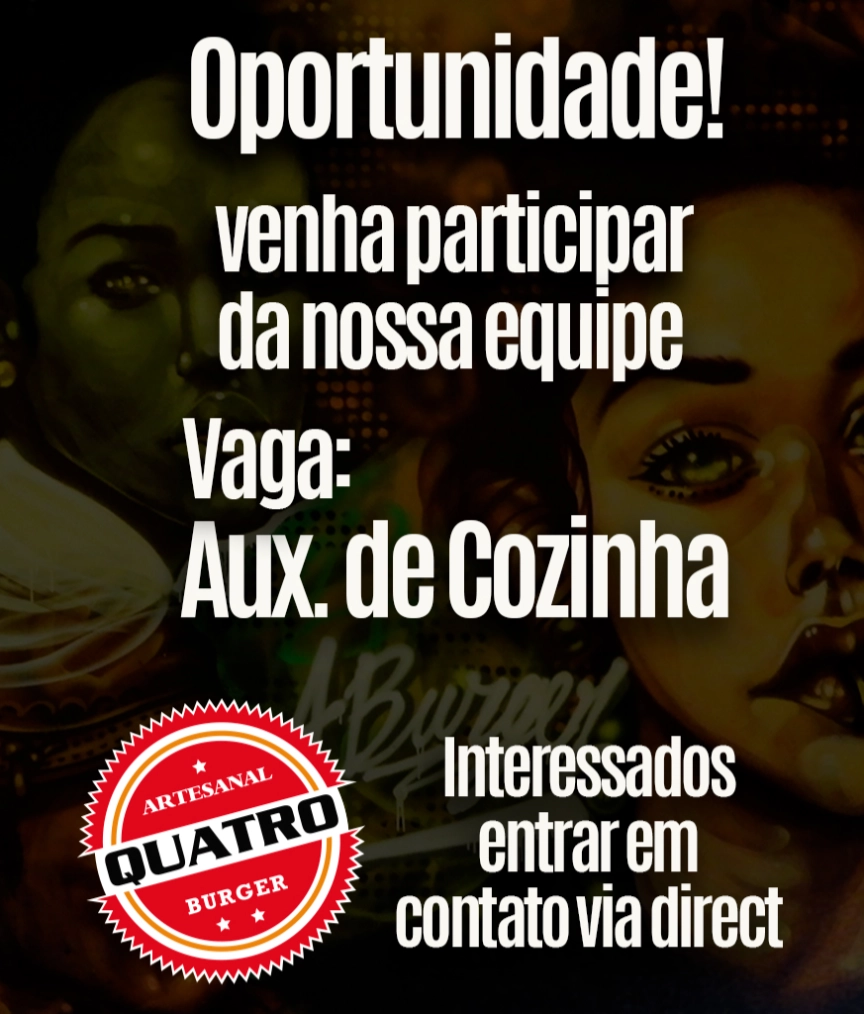 Oportunidade!
venha participar
da nossa equipe
Vaga:
Aux. de Cozinha
4Burger
ARTESANAL
QUATRO
BURGER
Interessados
entrar em
contato via direct